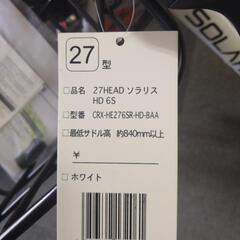 27 型
□品名 27HEAD ソラリス
HD 6S
□型番 CRX-HE276SR-HD-BAA
□最低サドル高 約840mm以上
¥
□ホワイト
SOLA